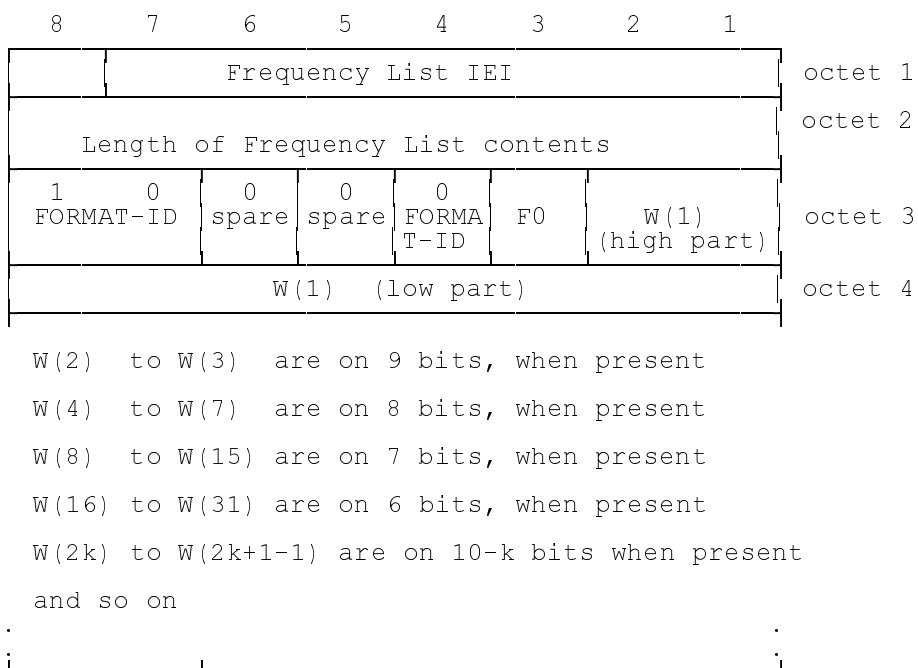 8 7 6 5 4 3 2 1
Frequency List IEI octet 1
octet 2
Length of Frequency List contents
1 0 0 0 0
FORMAT-ID spare spare FORMA F0 W(1) octet 3
T-ID (high part)
W(1) (low part) octet 4
W(2) to W(3) are on 9 bits, when present
W(4) to W(7) are on 8 bits, when present
W(8) to W(15) are on 7 bits, when present
W(16) to W(31) are on 6 bits, when present
W(2k) to W(2k+1-1) are on 10-k bits when present
and so on